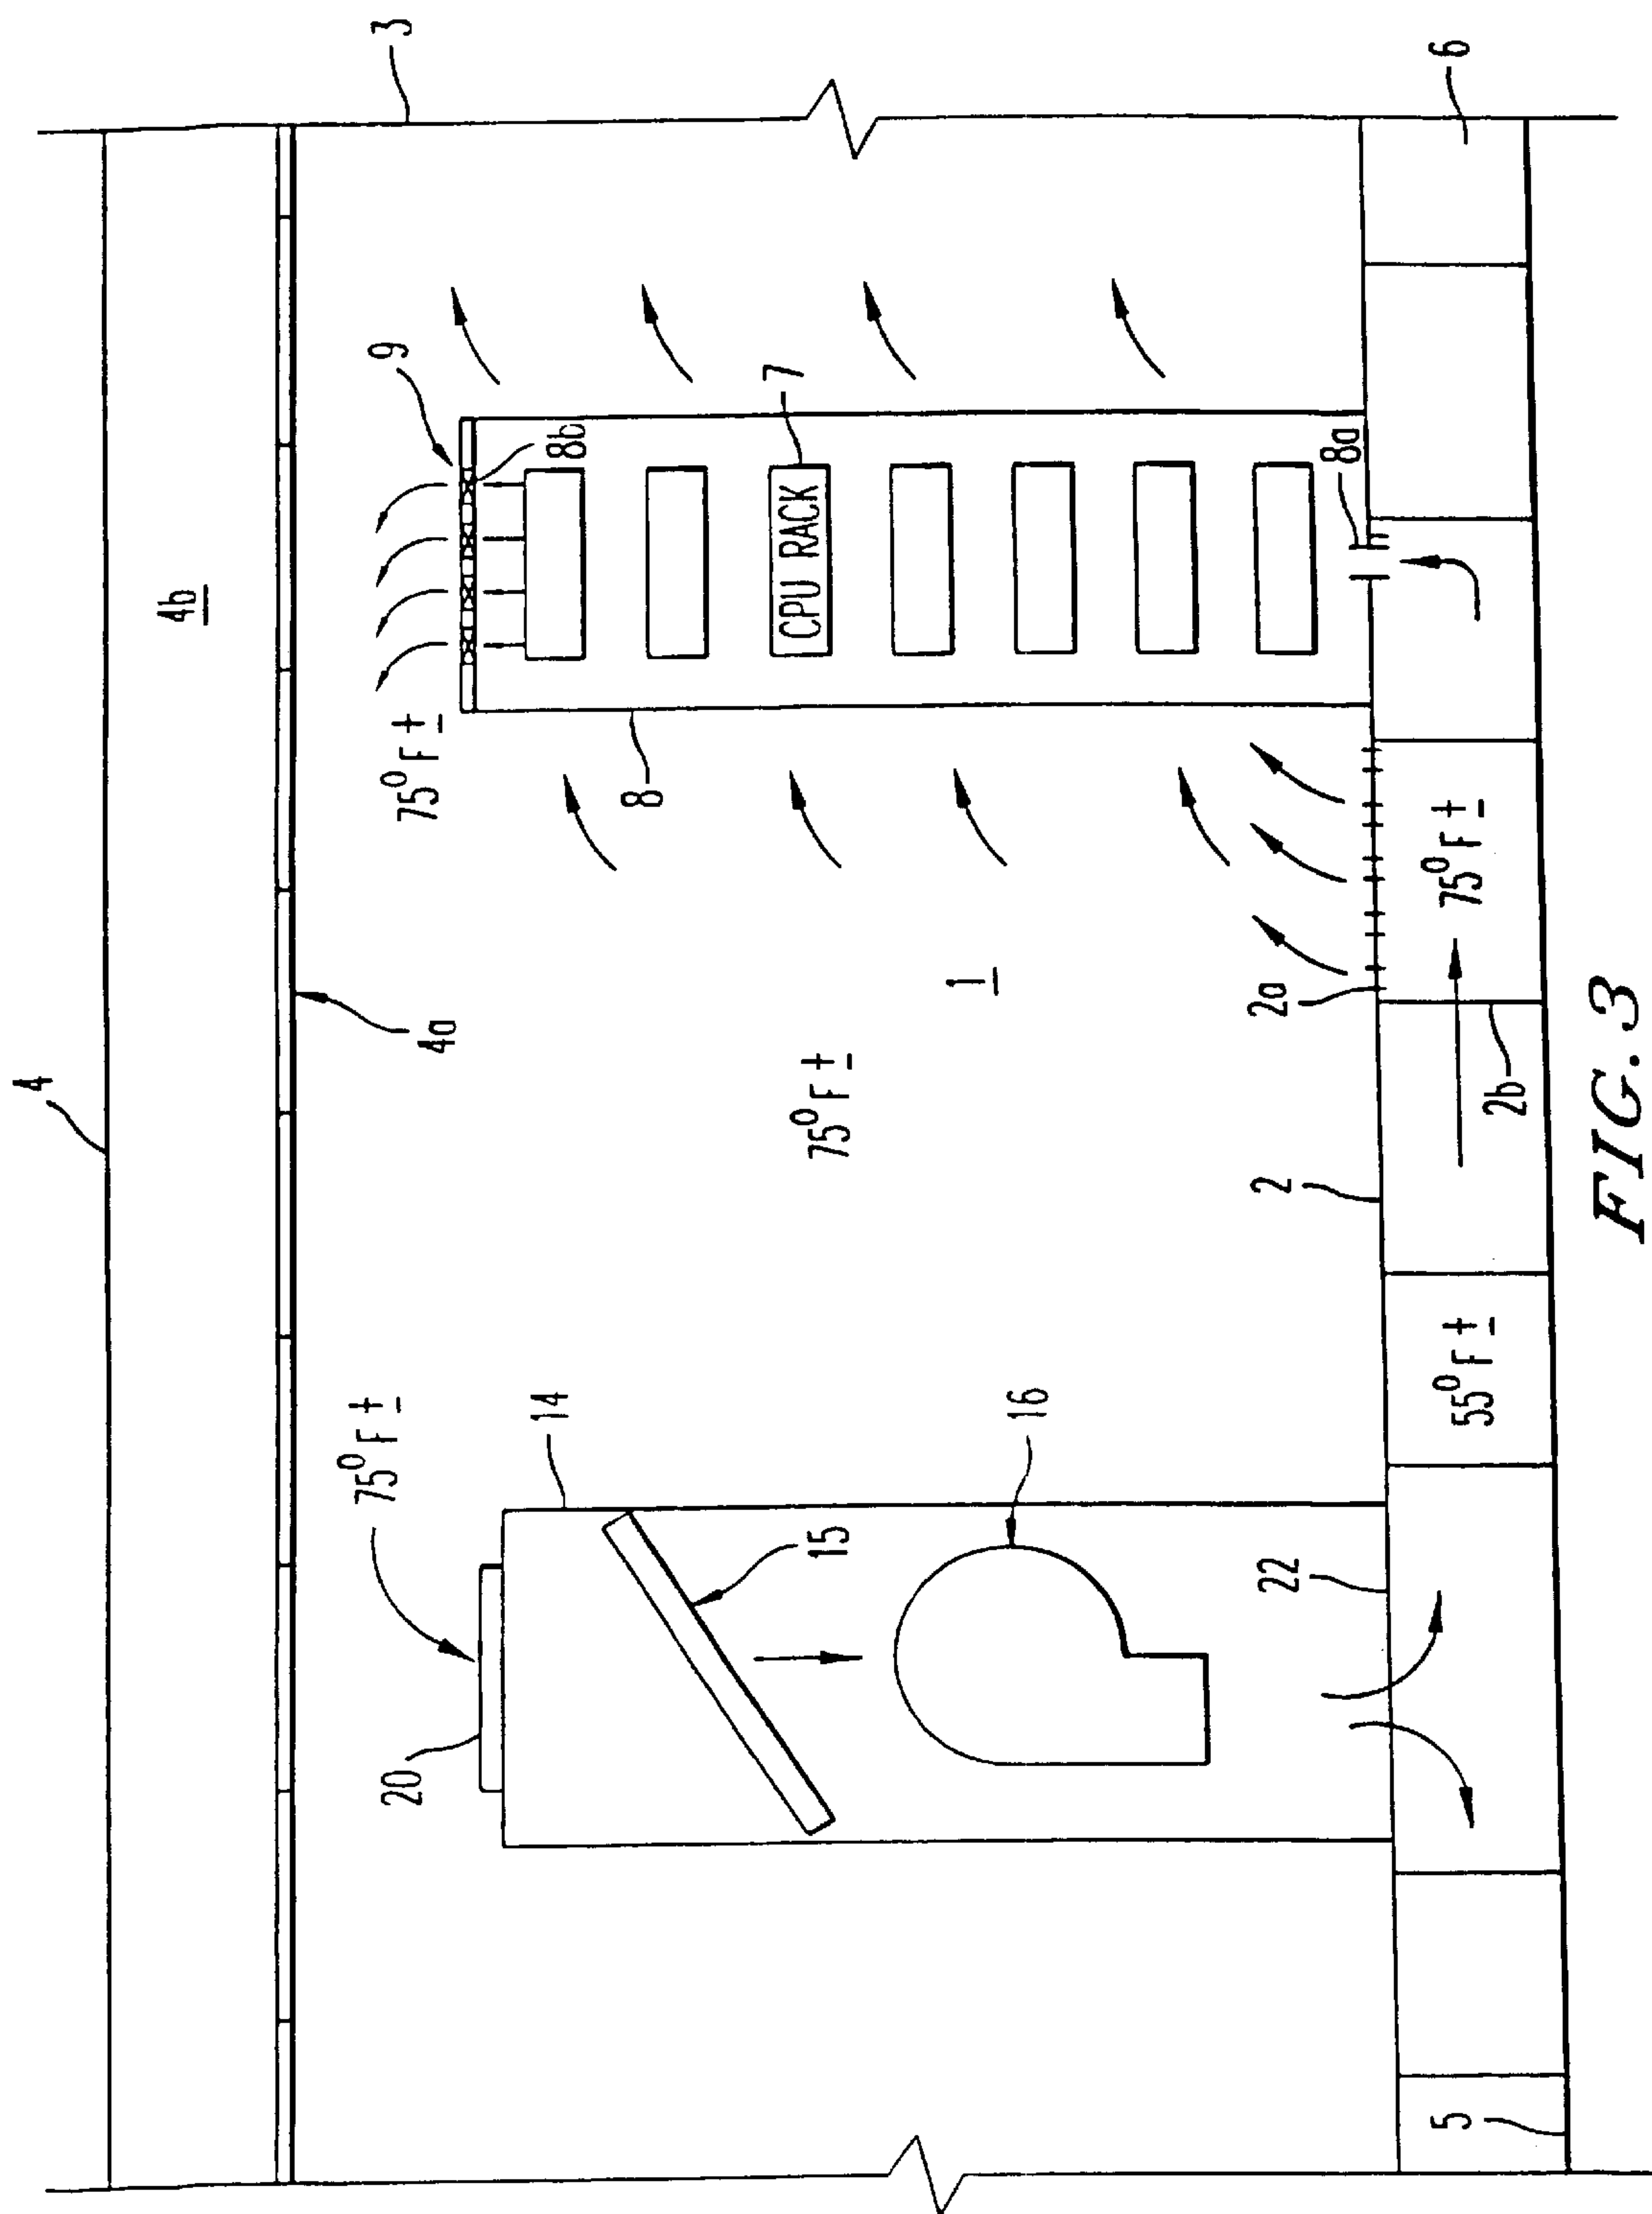 4
3
4b
4a
9
8b
75°F ±
7
CPU RACK
8
8a
6
1
75°F ±
2a
75°F ±
2b
2
55°F ±
75°F ±
14
20
15
16
22
5
FIG. 3